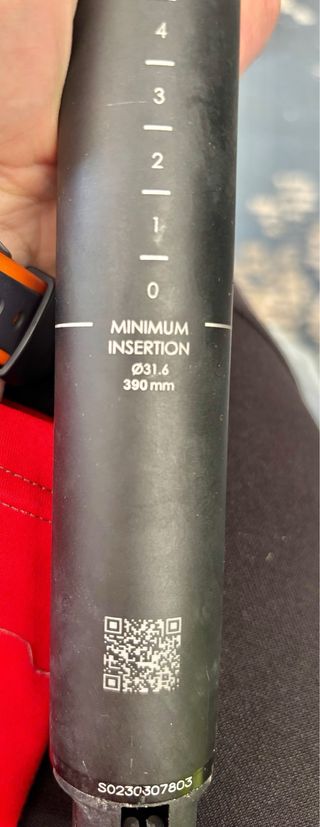 4
3
2
1
0
MINIMUM
INSERTION
Ø31.6
390 mm
S0230307803